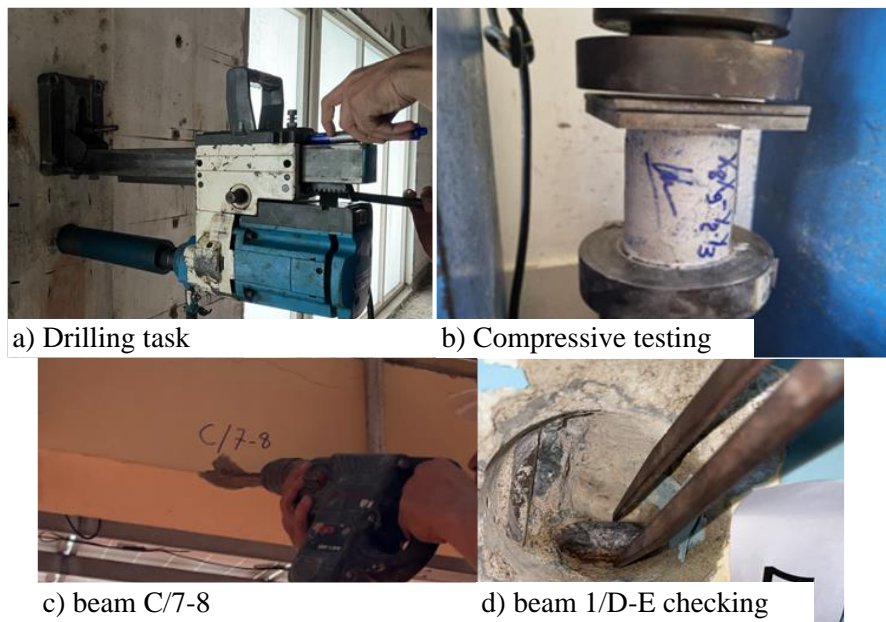 a) Drilling task
b) Compressive testing
C/7-8
c) beam C/7-8
d) beam 1/D-E checking